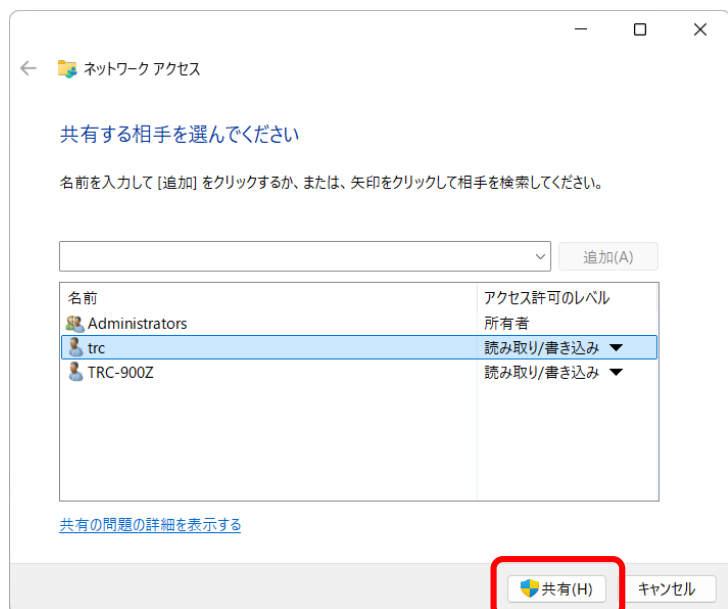 ネットワーク アクセス
共有する相手を選んでください
名前を入力して [追加] をクリックするか、または、矢印をクリックして相手を検索してください。
追加(A)
名前 アクセス許可のレベル
Administrators 所有者
trc 読み取り/書き込み
TRC-900Z 読み取り/書き込み
共有の問題の詳細を表示する
共有(H) キャンセル